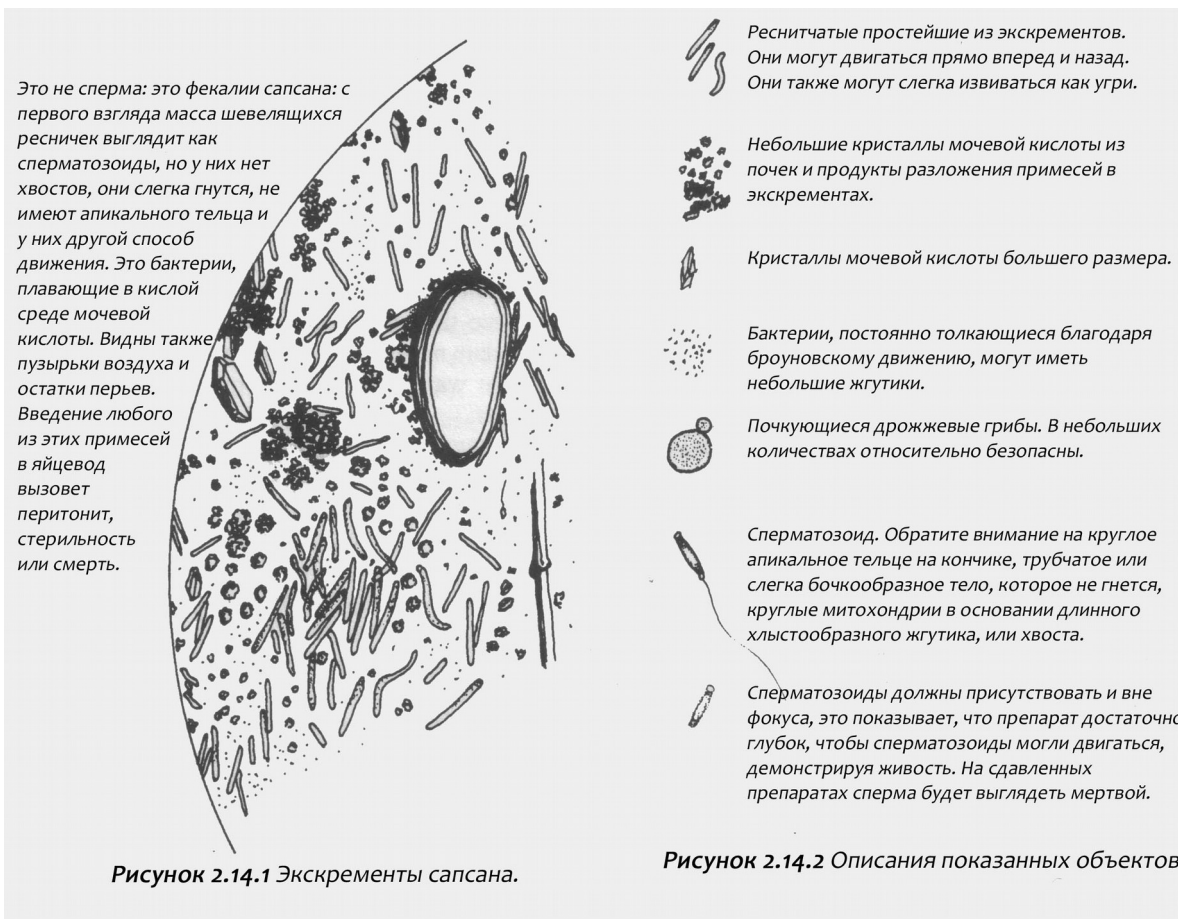 Это не сперма: это фекалии сапсана: с
первого взгляда масса шевелящихся
ресничек выглядит как
сперматозоиды, но у них нет
хвостов, они слегка гнутся, не
имеют апикального тельца и
у них другой способ
движения. Это бактерии,
плавающие в кислой
среде мочевой
кислоты. Видны также
пузырьки воздуха и
остатки перьев.
Введение любого
из этих примесей
в яйцевод
вызовет
перитонит,
стерильность
или смерть.
Рисунок 2.14.1 Экскременты сапсана.
Реснитчатые простейшие из экскрементов.
Они могут двигаться прямо вперед и назад.
Они также могут слегка извиваться как угри.
Небольшие кристаллы мочевой кислоты из
почек и продукты разложения примесей в
экскрементах.
Кристаллы мочевой кислоты большего размера.
Бактерии, постоянно толкающиеся благодаря
броуновскому движению, могут иметь
небольшие жгутики.
Почкующиеся дрожжевые грибы. В небольших
количествах относительно безопасны.
Сперматозоид. Обратите внимание на круглое
апикальное тельце на кончике, трубчатое или
слегка бочкообразное тело, которое не гнется,
круглые митохондрии в основании длинного
хлыстообразного жгутика, или хвоста.
Сперматозоиды должны присутствовать и вне
фокуса, это показывает, что препарат достаточно
глубок, чтобы сперматозоиды могли двигаться,
демонстрируя живость. На сдавленных
препаратах сперма будет выглядеть мертвой.
Рисунок 2.14.2 Описания показанных объектов